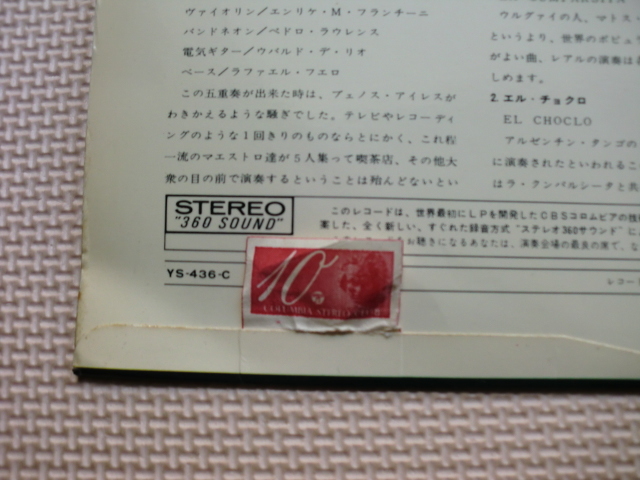 ヴァイオリン/エンリケ・M・フランチーニ
バンドネオン/ペドロ・ラウレンス
電気ギター/ウバルド・デ・リオ
ベース/ラファエル・フエロ
この五重奏が出来た時は、ブエノス・アイレスが
わきかえるような騒ぎでした。テレビやレコーディ
ングのような1回きりのものならとにかく、これ程
一流のマエストロ達が5人集って喫茶店、その他大
衆の目の前で演奏するということは殆んどないとい
ウルグァイの人、マトス
というより、世界のポピュ
がよい曲、レアルの演奏は
しめます。
2. エル・チョクロ
EL CHOCLO
アルゼンチン・タンゴの
に演奏されたといわれるこ
はラ・クンパルシータと
STEREO
"360 SOUND"
このレコードは、世界最初にLPを開発したCBSコロムビアの
案した、全く新しい、すぐれた録音方式"ステレオ360サウンド"に
お聴きになるあなたは、演奏会場の最良の席で、な
YS-436-C
レコー
10
COLUMBIA STEREO